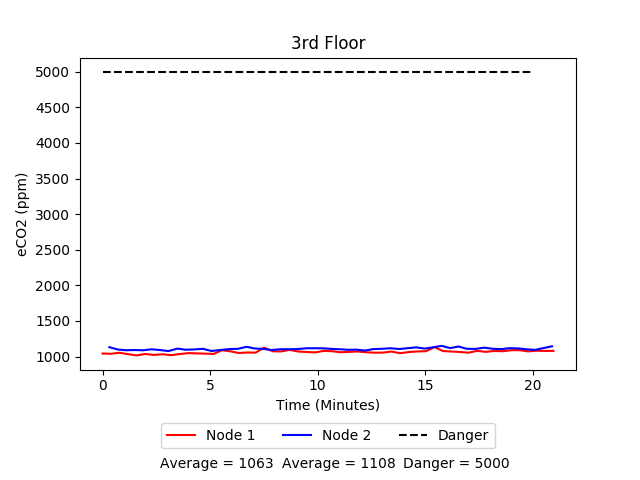 3rd Floor
eCO2 (ppm)
5000
4500
4000
3500
3000
2500
2000
1500
1000
0 5 10 15 20
Time (Minutes)
Node 1 Node 2 Danger
Average = 1063 Average = 1108 Danger = 5000